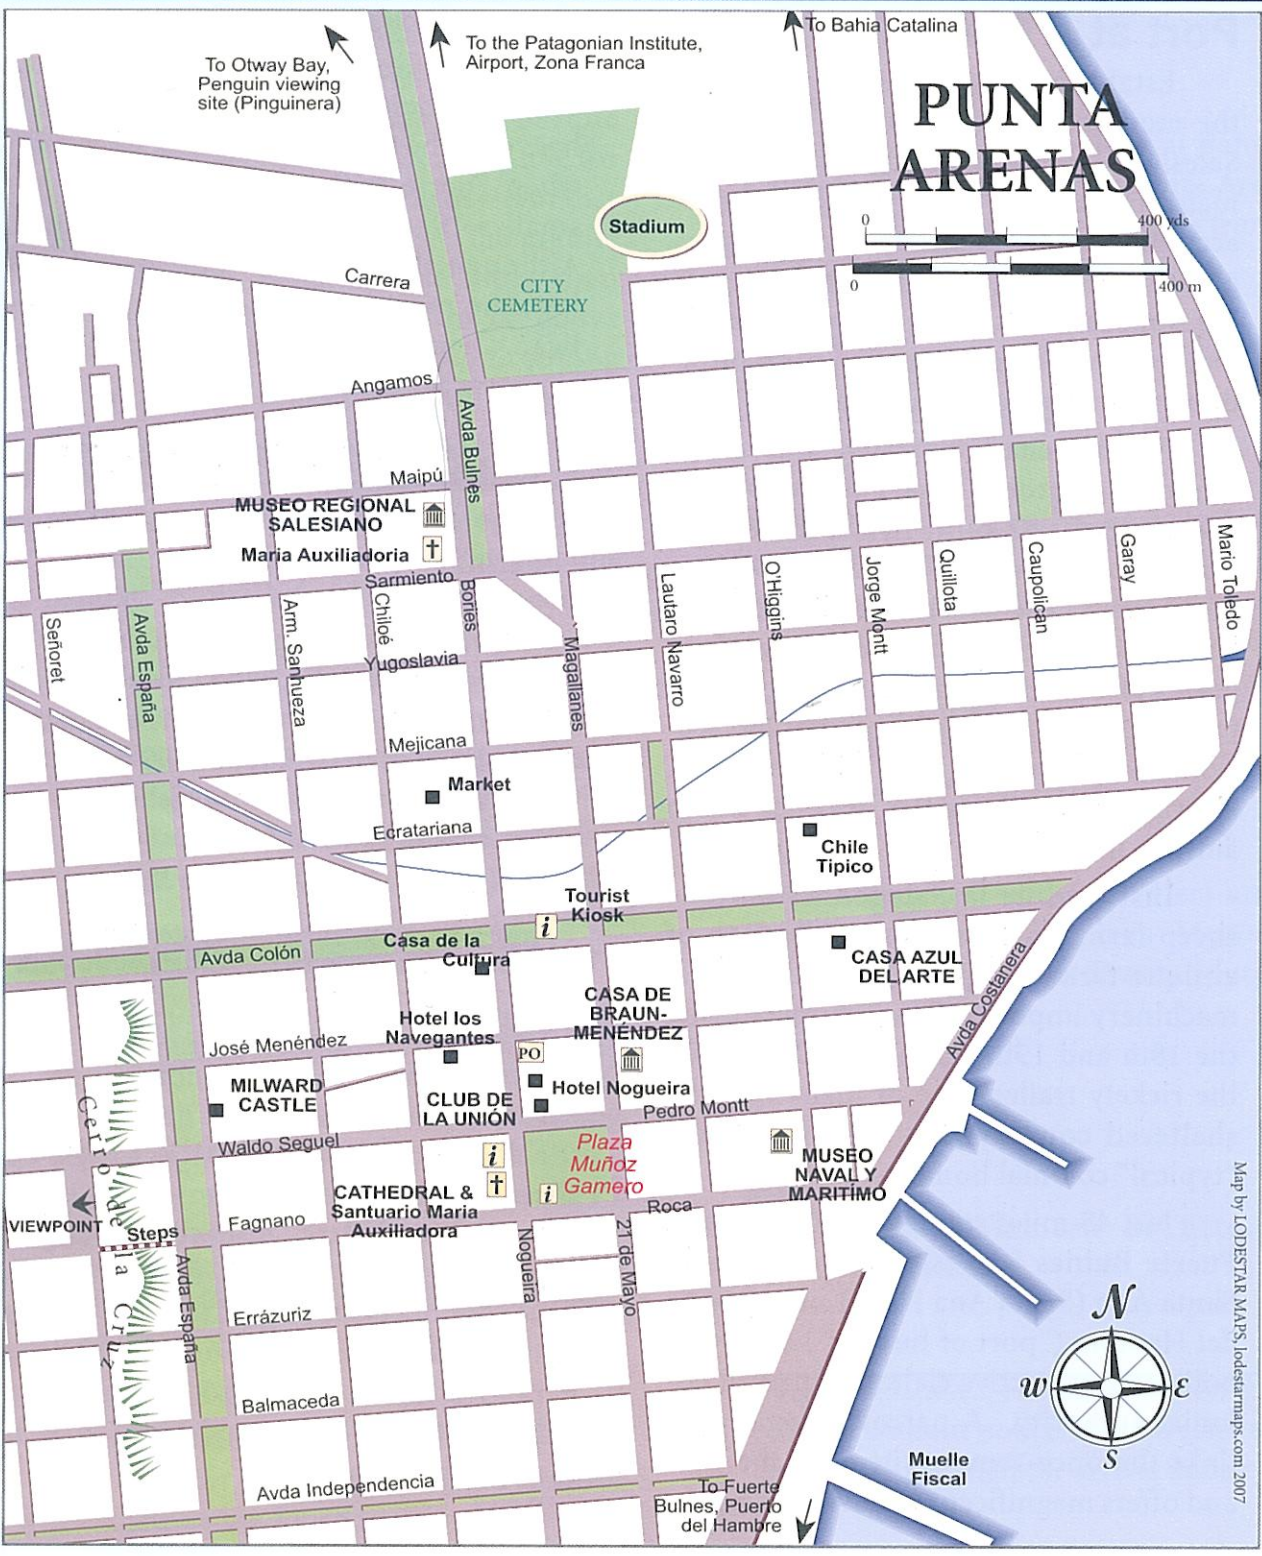 To Otway Bay,
Penguin viewing
site (Pinguinera)
To the Patagonian Institute,
Airport, Zona Franca
To Bahia Catalina
PUNTA
ARENAS
0
400 yds
0
400 m
Stadium
CITY
CEMETERY
Carrera
Angamos
Avda Bulnes
Maipú
MUSEO REGIONAL
SALESIANO
Maria Auxiliadoria
Sarmiento
Señoret
Avda España
Arm. Sanhueza
Chiloé
Bories
Magallanes
Lautaro Navarro
O'Higgins
Jorge Montt
Quillota
Caupolican
Garay
Mario Toledo
Yugoslavia
Mejicana
Market
Ecratariana
Chile
Tipico
Tourist
Kiosk
i
Avda Colón
Casa de la
Cultura
CASA AZUL
DEL ARTE
Avda Costanera
CASA DE
BRAUN-
MENÉNDEZ
Hotel los
Navegantes
José Menéndez
PO
Hotel Nogueira
MILWARD
CASTLE
CLUB DE
LA UNIÓN
Pedro Montt
Waldo Seguel
i
Plaza
Muñoz
Gamero
i
MUSEO
NAVAL Y
MARITÍMO
CATHEDRAL &
Santuario Maria
Auxiliadora
Roca
Fagnano
VIEWPOINT
Steps
Cerro de la Cruz
Avda España
Nogueira
21 de Mayo
Errázuriz
Balmaceda
Avda Independencia
To Fuerte
Bulnes, Puerto
del Hambre
Muelle
Fiscal
N
W
E
S
Map by LODESTAR MAPS, lodestarmaps.com 2007